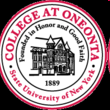 COLLEGE AT ONEONTA
Founded in Honor and Good Faith
1889
State University of New York